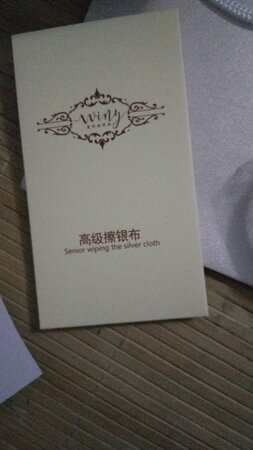 winy
高级擦银布
Senior wiping the silver cloth